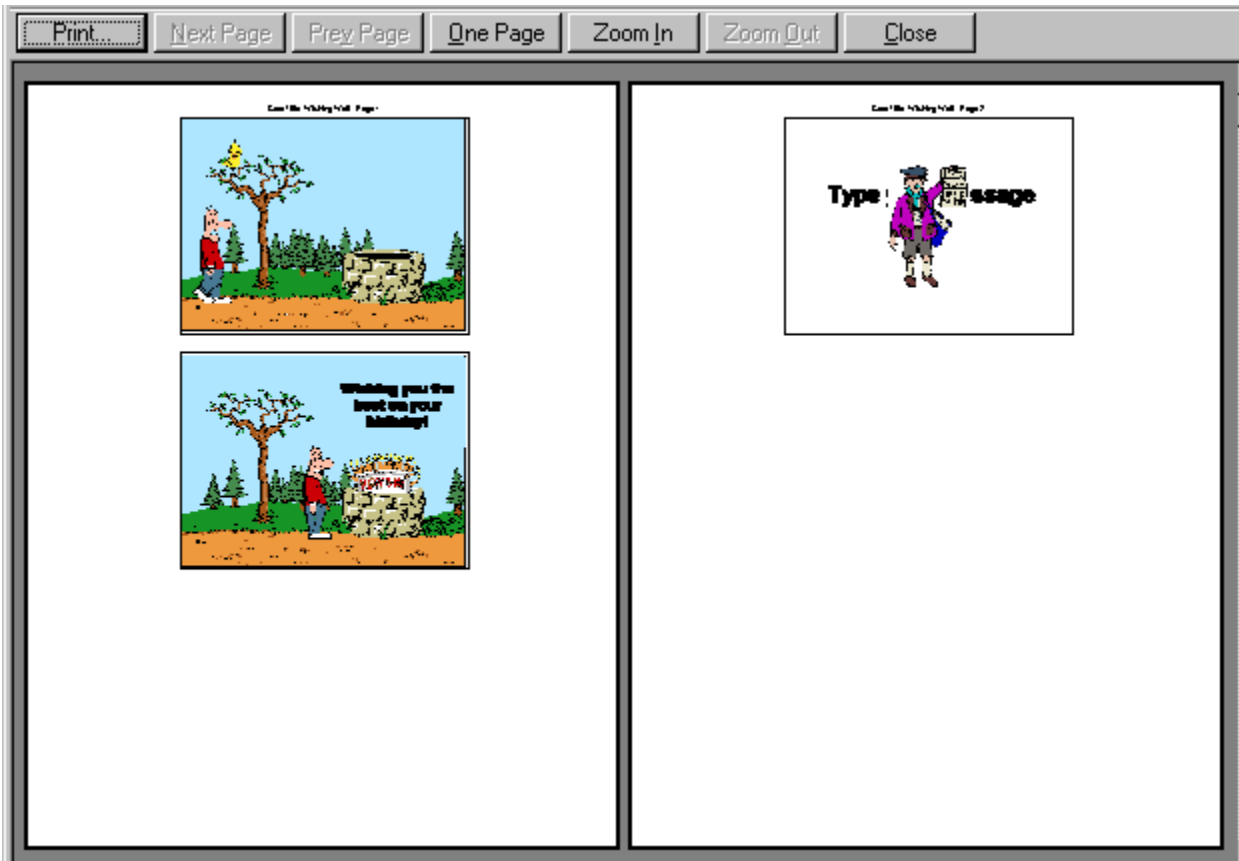 Print...
Next Page
Prev Page
One Page
Zoom In
Zoom Out
Close
Wishing you the
best on your
birthday!
Type
ssage